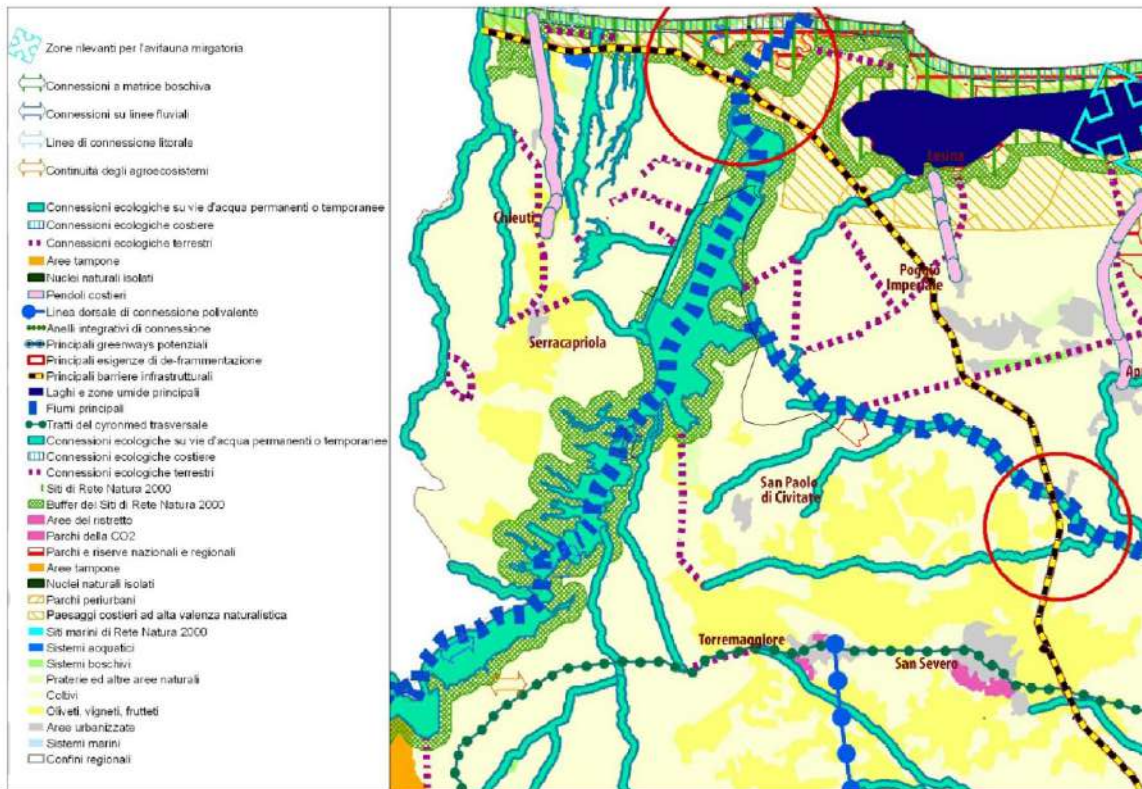 Zone rilevanti per l'avifauna mirgatoria
Connessioni a matrice boschiva
Connessioni su linee fluviali
Linee di connessione litorale
Continuità degli agroecosistemi
Connessioni ecologiche su vie d'acqua permanenti o temporanee
Connessioni ecologiche costiere
Connessioni ecologiche terrestri
Aree tampone
Nuclei naturali isolati
Pendoli costieri
Linea dorsale di connessione polivalente
Anelli integrativi di connessione
Principali greenways potenziali
Principali esigenze di de-frammentazione
Principali barriere infrastrutturali
Laghi e zone umide principali
Fiumi principali
Tratti del cyronmed trasversale
Connessioni ecologiche su vie d'acqua permanenti o temporanee
Connessioni ecologiche costiere
Connessioni ecologiche terrestri
Siti di Rete Natura 2000
Buffer dei Siti di Rete Natura 2000
Aree del ristretto
Parchi della CO2
Parchi e riserve nazionali e regionali
Aree tampone
Nuclei naturali isolati
Parchi periurbani
Paesaggi costieri ad alta valenza naturalistica
Siti marini di Rete Natura 2000
Sistemi acquatici
Sistemi boschivi
Praterie ed altre aree naturali
Coltivi
Oliveti, vigneti, frutteti
Aree urbanizzate
Sistemi marini
Confini regionali
Lesina
Chieuti
Poggio
Imperiale
Serracapriola
Apr
San Paolo
di Civitate
Torremaggiore
San Severo